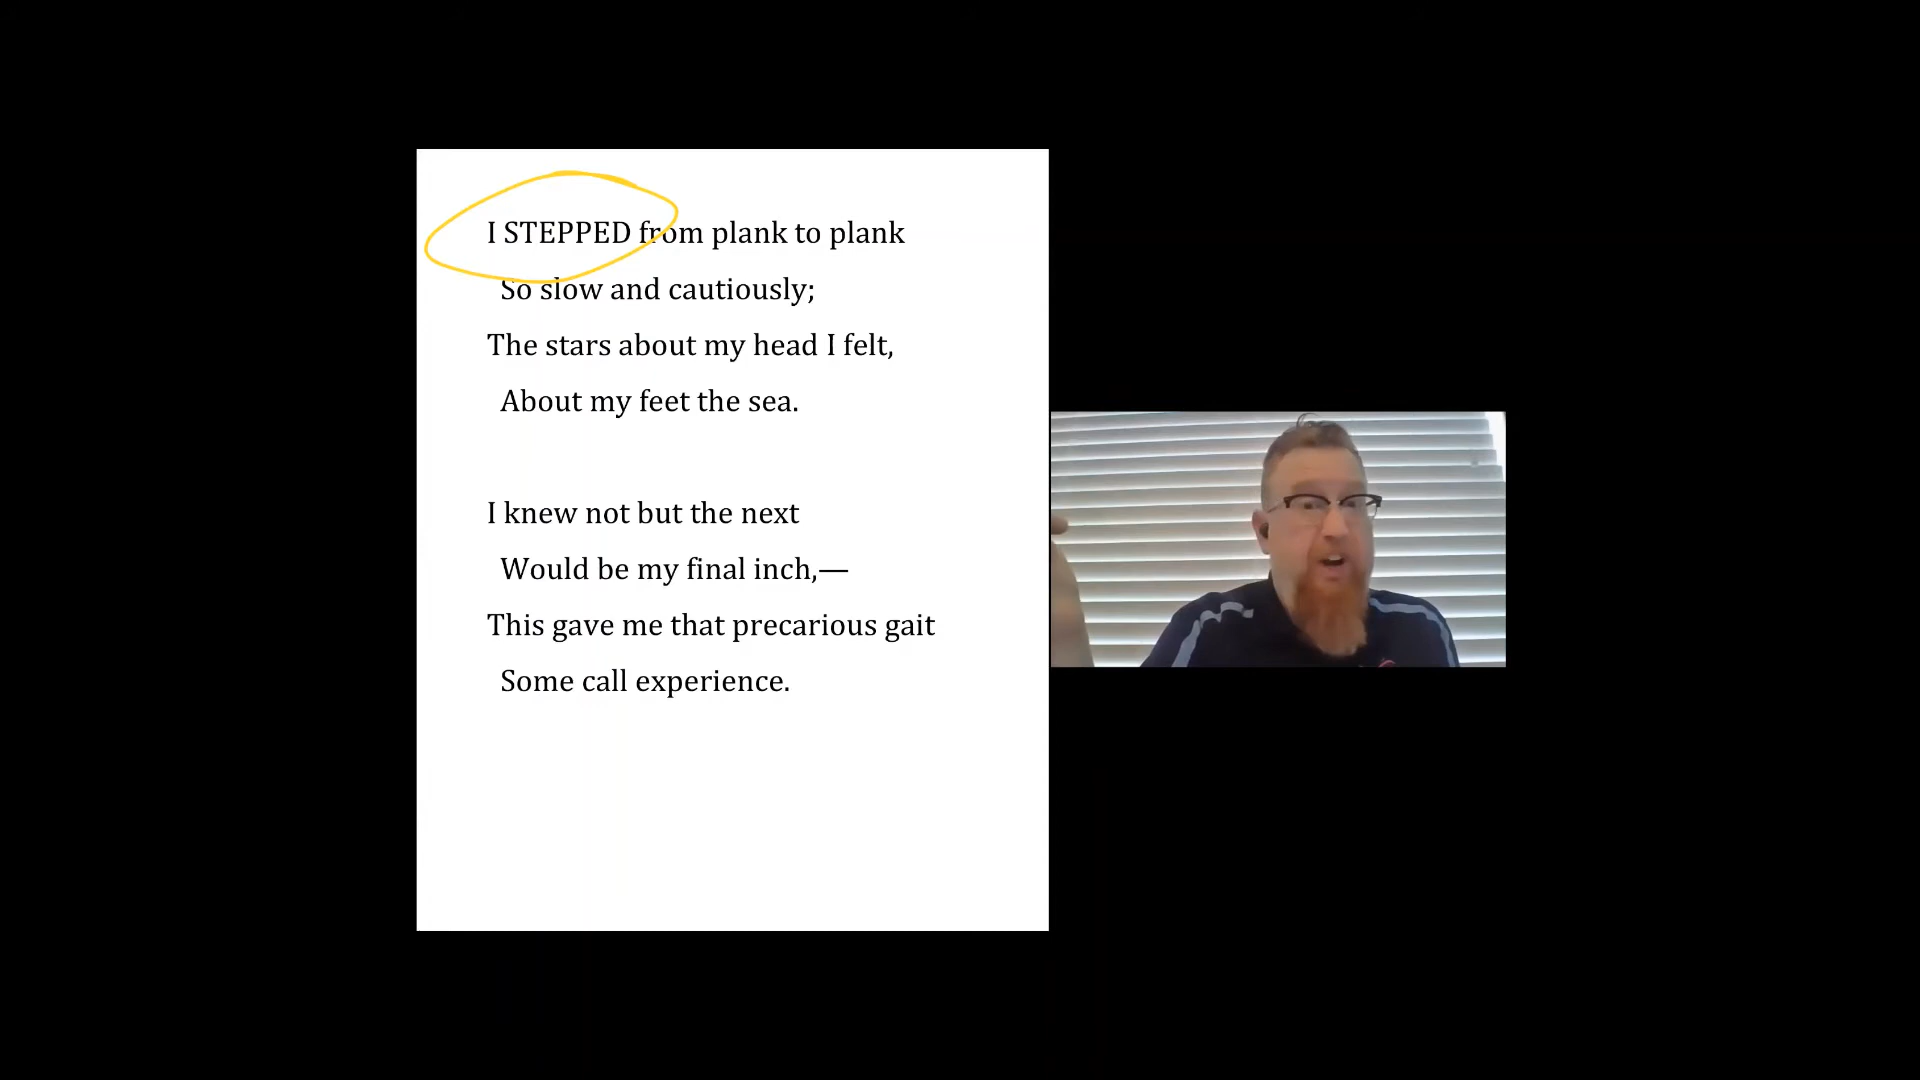 I STEPPED from plank to plank
So slow and cautiously;
The stars about my head I felt,
About my feet the sea.
I knew not but the next
Would be my final inch,—
This gave me that precarious gait
Some call experience.